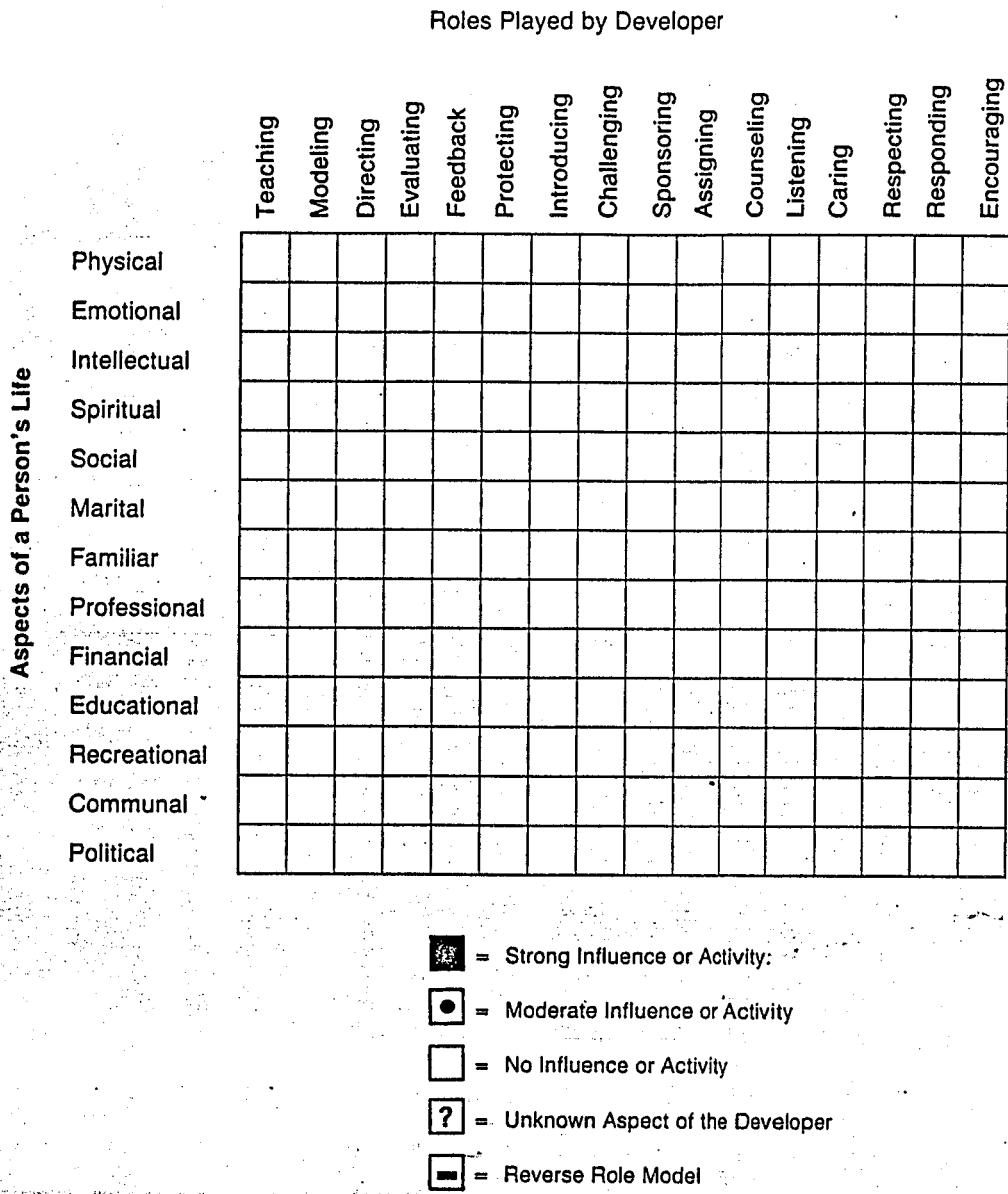 Roles Played by Developer
Teaching
Modeling
Directing
Evaluating
Feedback
Protecting
Introducing
Challenging
Sponsoring
Assigning
Counseling
Listening
Caring
Respecting
Responding
Encouraging
Aspects of a Person's Life
Physical
Emotional
Intellectual
Spiritual
Social
Marital
Familiar
Professional
Financial
Educational
Recreational
Communal
Political
= Strong Influence or Activity:
= Moderate Influence or Activity
= No Influence or Activity
? = Unknown Aspect of the Developer
= Reverse Role Model